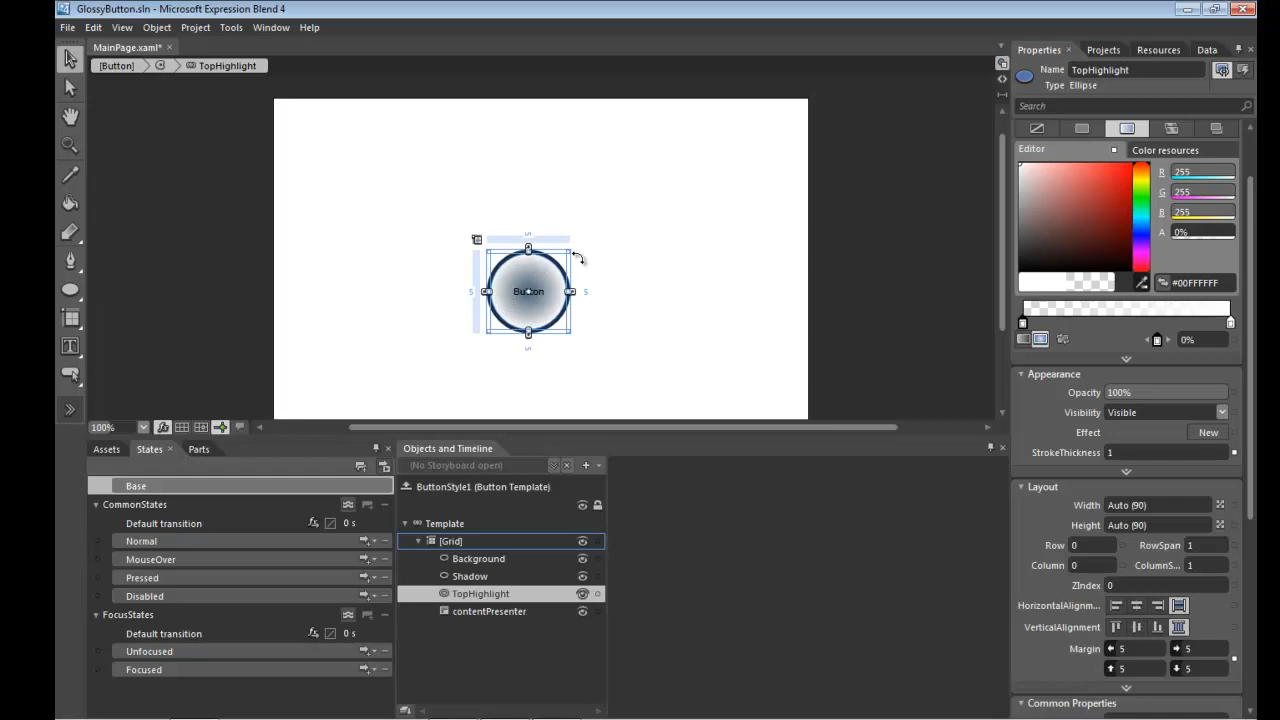 GlossyButton.sln - Microsoft Expression Blend 4
File Edit View Object Project Tools Window Help
MainPage.xaml* ×
[Button] TopHighlight
Properties × Projects Resources Data
Name TopHighlight
Type Ellipse
Search
Editor
Color resources
R 255
G 255
B 255
A 0%
#00FFFFFF
0%
5
5 Button 5
5
Appearance
Opacity 100%
Visibility Visible
Effect New
StrokeThickness 1
Layout
Width Auto (90)
Height Auto (90)
Row 0 RowSpan 1
Column 0 ColumnS... 1
ZIndex 0
HorizontalAlignm...
VerticalAlignment
Margin 5 5
5 5
Common Properties
100%
Assets States × Parts
Base
CommonStates
Default transition 0 s
Normal
MouseOver
Pressed
Disabled
FocusStates
Default transition 0 s
Unfocused
Focused
Objects and Timeline
(No Storyboard open)
ButtonStyle1 (Button Template)
Template
[Grid]
Background
Shadow
TopHighlight
contentPresenter